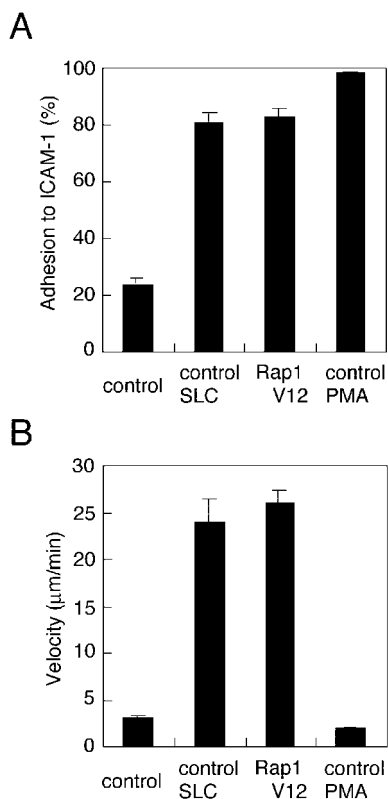 A
Adhesion to ICAM-1 (%)
100
80
60
40
20
0
control
control
SLC
Rap1
V12
control
PMA
B
Velocity (μm/min)
30
25
20
15
10
5
0
control
control
SLC
Rap1
V12
control
PMA